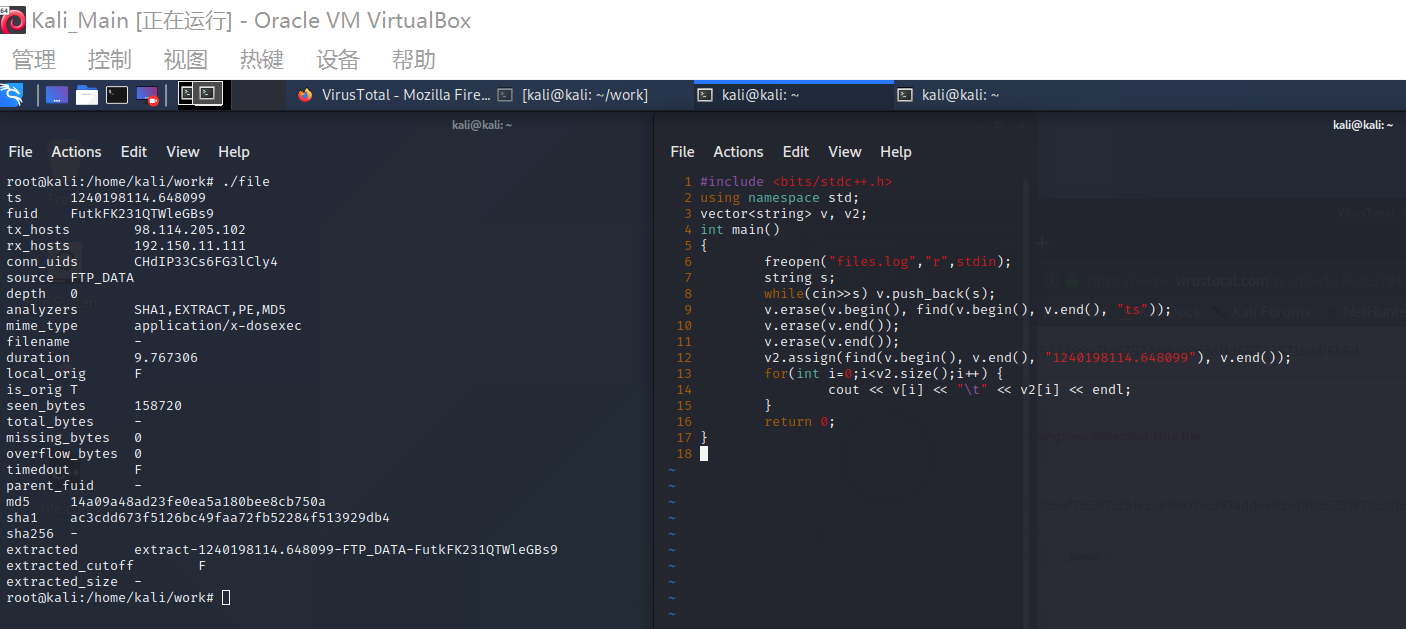 Kali_Main [正在运行] - Oracle VM VirtualBox
管理 控制 视图 热键 设备 帮助
VirusTotal - Mozilla Fire... [kali@kali: ~/work] kali@kali: ~ kali@kali: ~
kali@kali: ~
File Actions Edit View Help
root@kali:/home/kali/work# ./file
ts 1240198114.648099
fuid FutkFK231QTWleGBs9
tx_hosts 98.114.205.102
rx_hosts 192.150.11.111
conn_uids CHdIP33Cs6FG3lCly4
source FTP_DATA
depth 0
analyzers SHA1,EXTRACT,PE,MD5
mime_type application/x-dosexec
filename -
duration 9.767306
local_orig F
is_orig T
seen_bytes 158720
total_bytes -
missing_bytes 0
overflow_bytes 0
timedout F
parent_fuid -
md5 14a09a48ad23fe0ea5a180bee8cb750a
sha1 ac3cdd673f5126bc49faa72fb52284f513929db4
sha256 -
extracted extract-1240198114.648099-FTP_DATA-FutkFK231QTWleGBs9
extracted_cutoff F
extracted_size -
root@kali:/home/kali/work#
kali@kali: ~
File Actions Edit View Help
1 #include <bits/stdc++.h>
2 using namespace std;
3 vector<string> v, v2;
4 int main()
5 {
6 freopen("files.log","r",stdin);
7 string s;
8 while(cin>>s) v.push_back(s);
9 v.erase(v.begin(), find(v.begin(), v.end(), "ts"));
10 v.erase(v.end());
11 v.erase(v.end());
12 v2.assign(find(v.begin(), v.end(), "1240198114.648099"), v.end());
13 for(int i=0;i<v2.size();i++) {
14 cout << v[i] << "\t" << v2[i] << endl;
15 }
16 return 0;
17 }
18
~
~
~
~
~
~
~
~
~
~